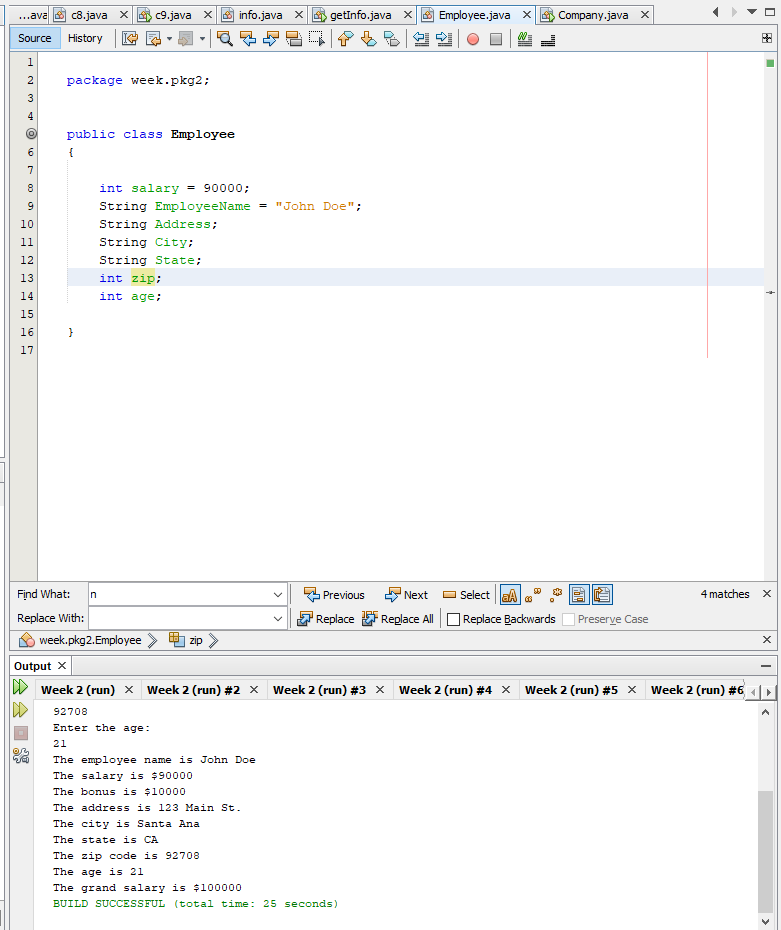 ...ava c8.java c9.java info.java getInfo.java Employee.java Company.java
Source History
1
2 package week.pkg2;
3
4
public class Employee
6 {
7
8 int salary = 90000;
9 String EmployeeName = "John Doe";
10 String Address;
11 String City;
12 String State;
13 int zip;
14 int age;
15
16 }
17
Find What: n Previous Next Select 4 matches
Replace With: Replace Replace All Replace Backwards Preserve Case
week.pkg2.Employee zip
Output
Week 2 (run) Week 2 (run) #2 Week 2 (run) #3 Week 2 (run) #4 Week 2 (run) #5 Week 2 (run) #6
92708
Enter the age:
21
The employee name is John Doe
The salary is $90000
The bonus is $10000
The address is 123 Main St.
The city is Santa Ana
The state is CA
The zip code is 92708
The age is 21
The grand salary is $100000
BUILD SUCCESSFUL (total time: 25 seconds)